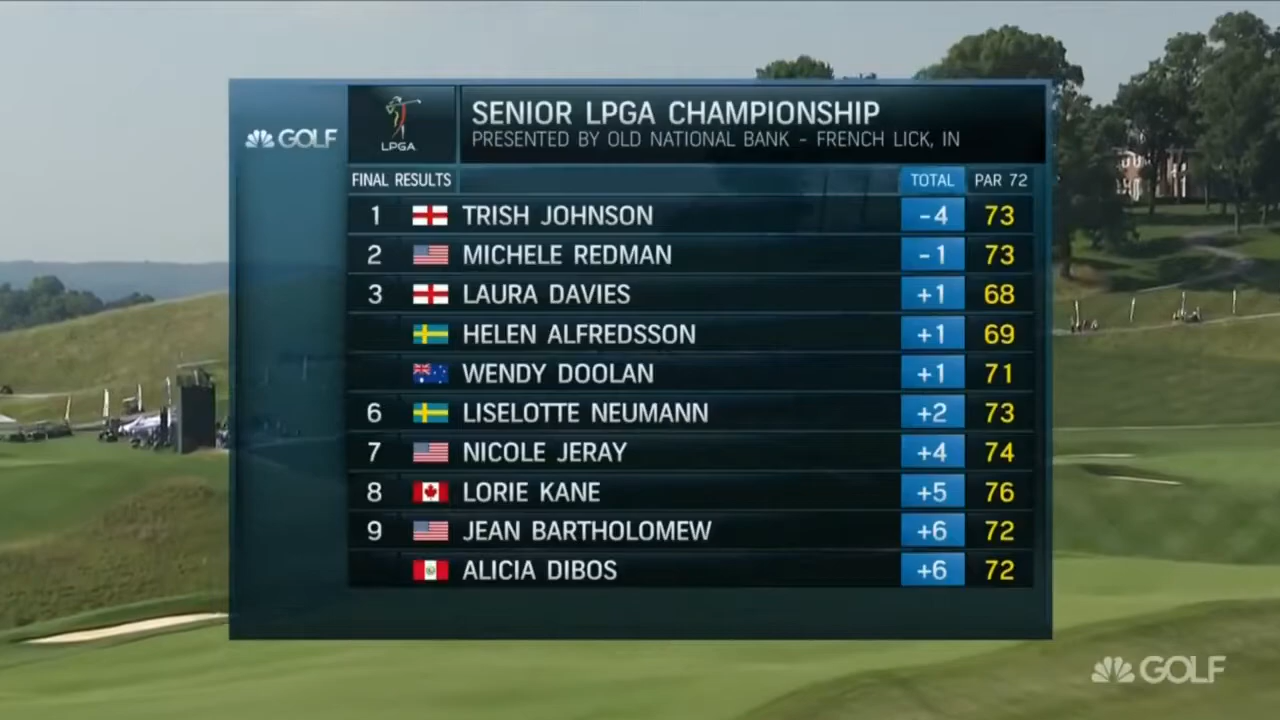 GOLF
LPGA
SENIOR LPGA CHAMPIONSHIP
PRESENTED BY OLD NATIONAL BANK - FRENCH LICK, IN
FINAL RESULTS TOTAL PAR 72
1 TRISH JOHNSON -4 73
2 MICHELE REDMAN -1 73
3 LAURA DAVIES +1 68
HELEN ALFREDSSON +1 69
WENDY DOOLAN +1 71
6 LISELOTTE NEUMANN +2 73
7 NICOLE JERAY +4 74
8 LORIE KANE +5 76
9 JEAN BARTHOLOMEW +6 72
ALICIA DIBOS +6 72
GOLF